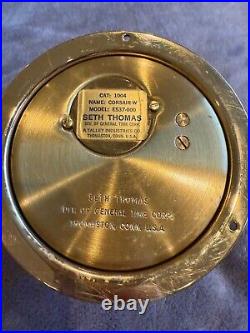 CAT: 1004
NAME: CORSAIR-W
MODEL: E537-000
SETH THOMAS
DIV. OF GENERAL TIME CORP.
A TALLEY INDUSTRIES CO
THOMASTON, CONN. U.S.A.
SETH THOMAS
DIV. OF GENERAL TIME CORP.
THOMASTON, CONN. U.S.A.